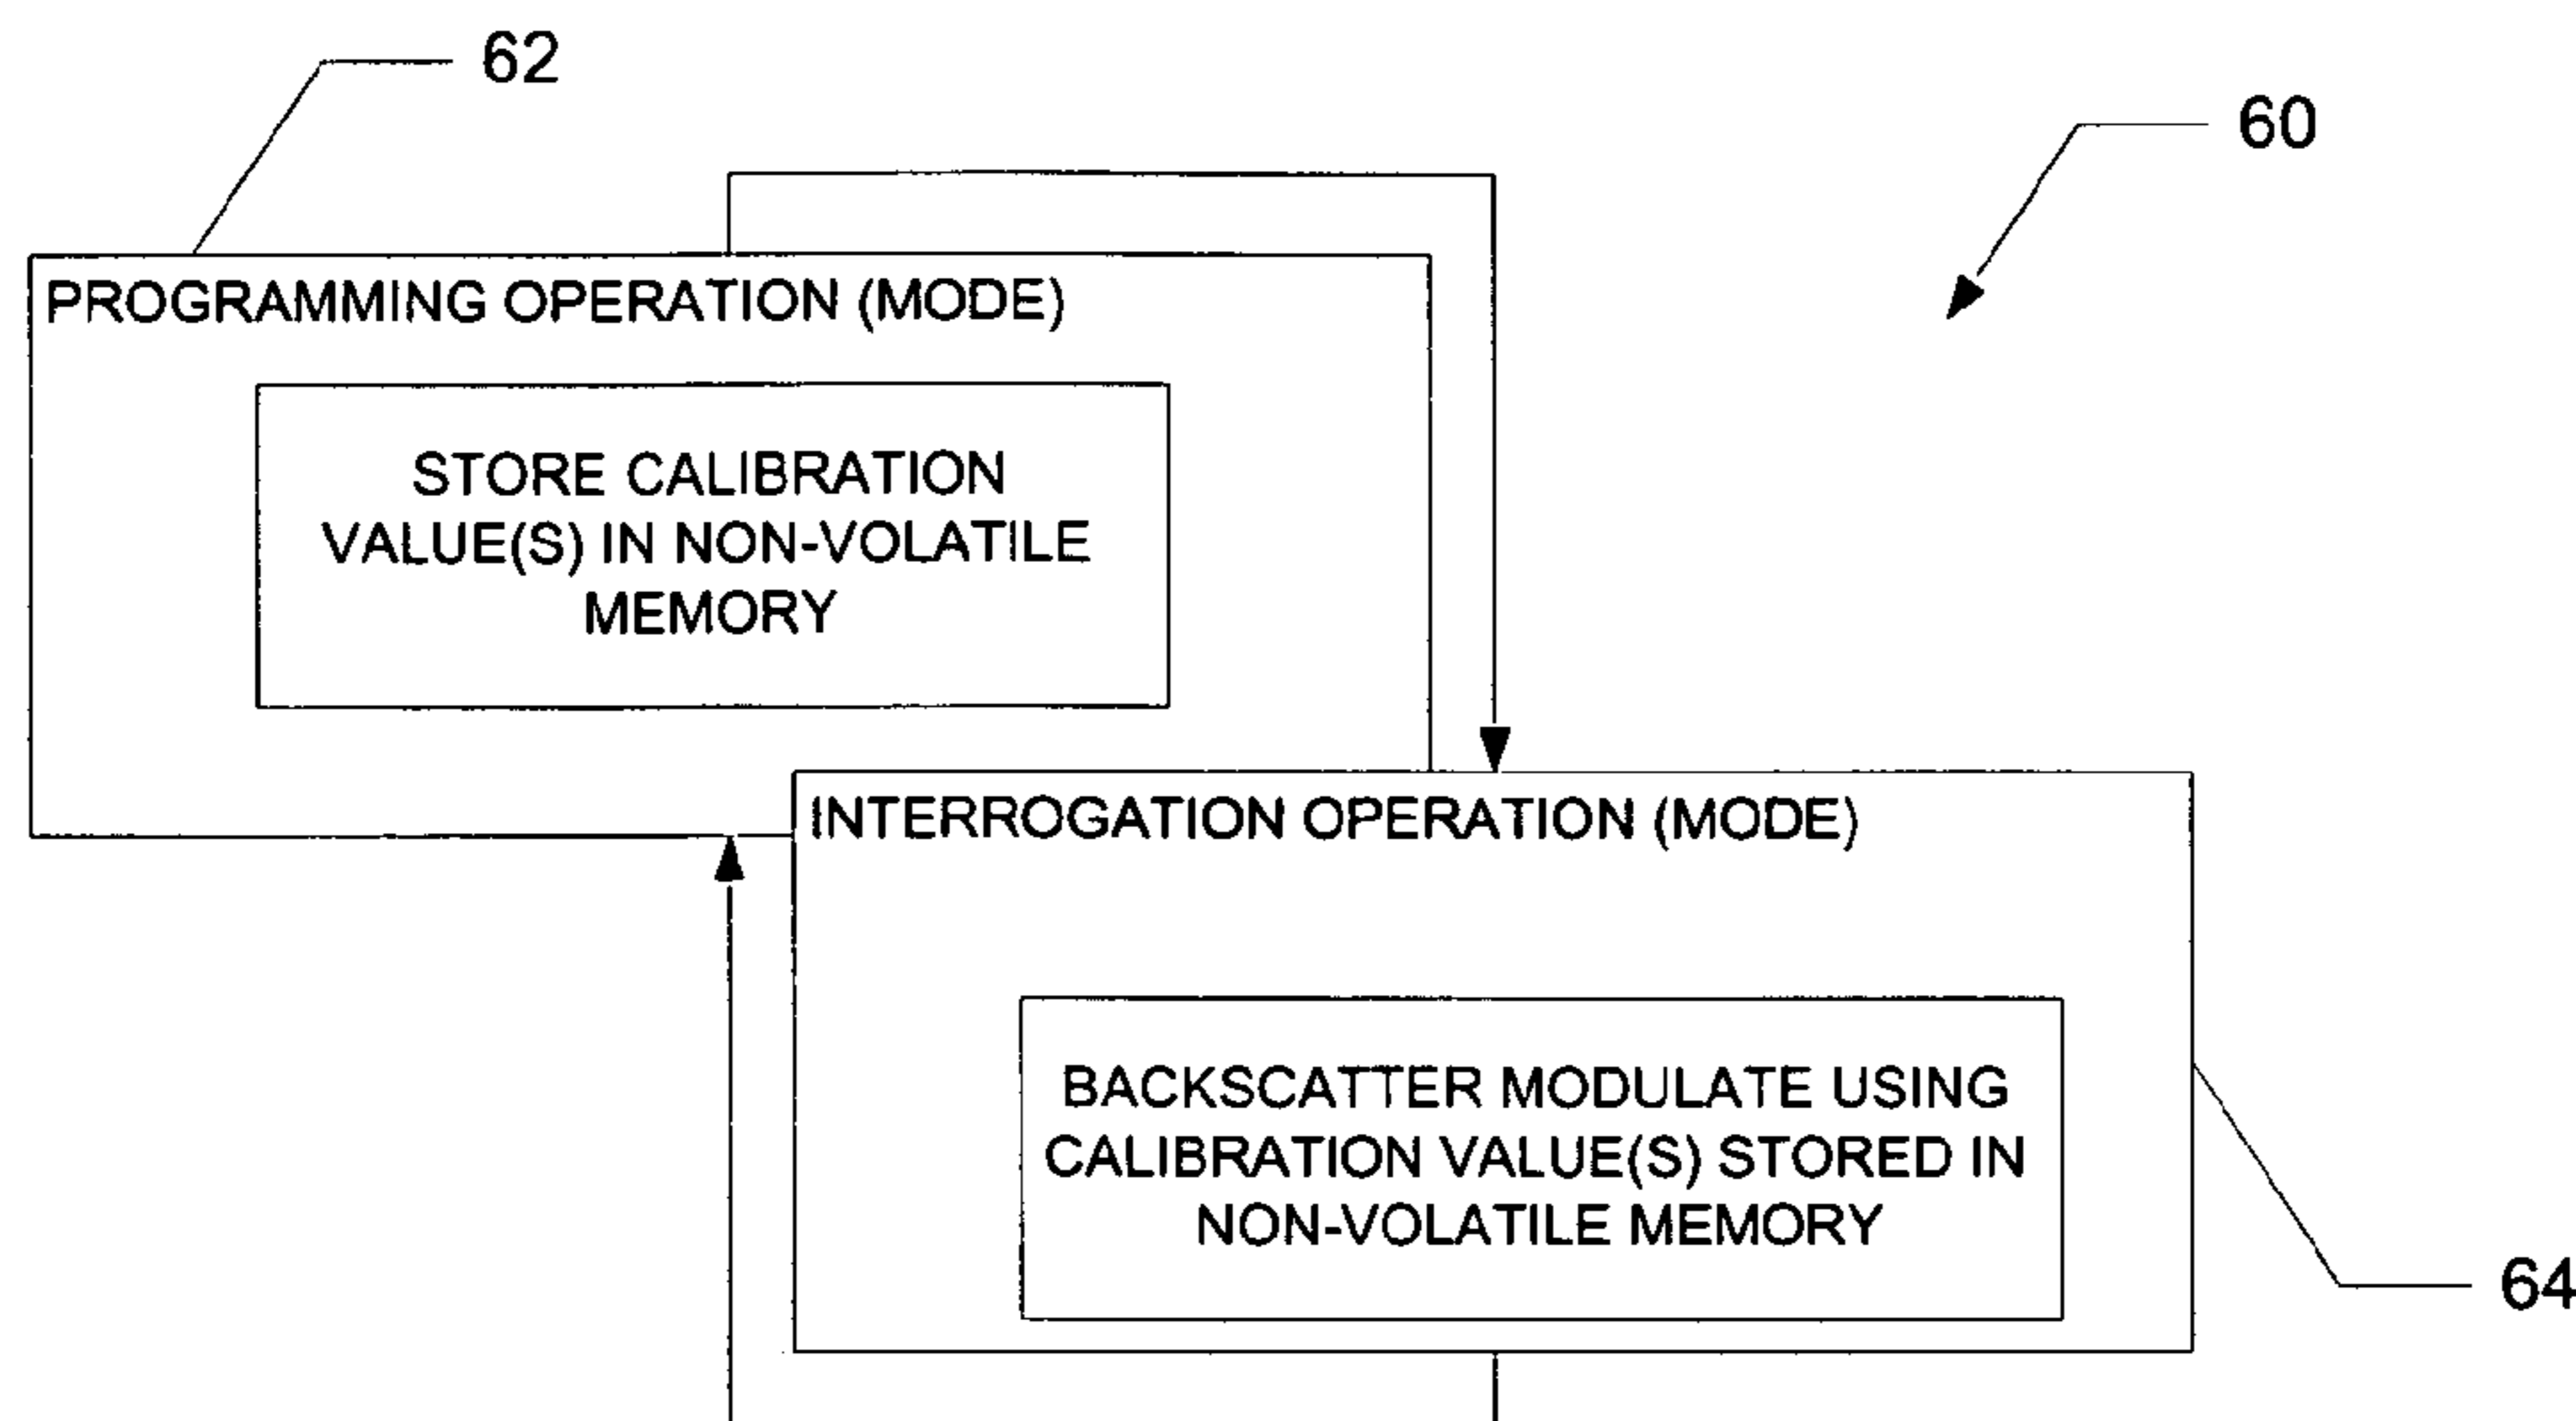 62
60
PROGRAMMING OPERATION (MODE)
STORE CALIBRATION
VALUE(S) IN NON-VOLATILE
MEMORY
INTERROGATION OPERATION (MODE)
BACKSCATTER MODULATE USING
CALIBRATION VALUE(S) STORED IN
NON-VOLATILE MEMORY
64